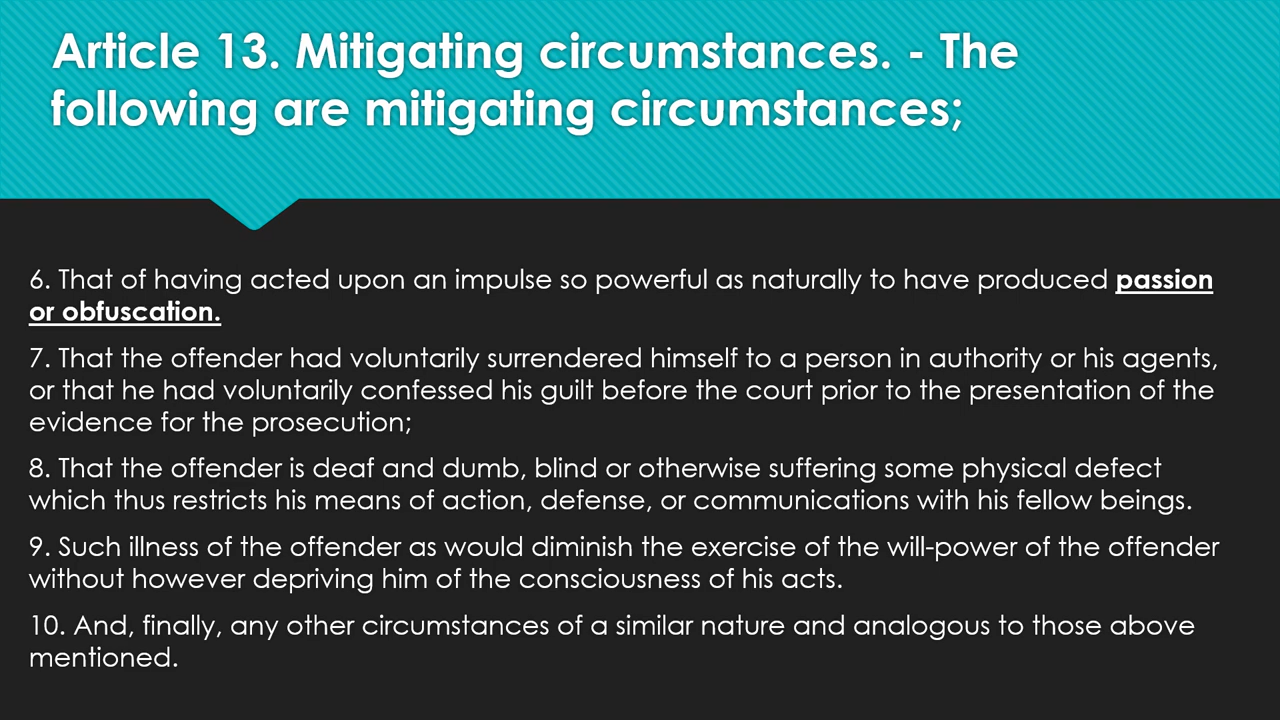 Article 13. Mitigating circumstances. - The
following are mitigating circumstances;
6. That of having acted upon an impulse so powerful as naturally to have produced passion
or obfuscation.
7. That the offender had voluntarily surrendered himself to a person in authority or his agents,
or that he had voluntarily confessed his guilt before the court prior to the presentation of the
evidence for the prosecution;
8. That the offender is deaf and dumb, blind or otherwise suffering some physical defect
which thus restricts his means of action, defense, or communications with his fellow beings.
9. Such illness of the offender as would diminish the exercise of the will-power of the offender
without however depriving him of the consciousness of his acts.
10. And, finally, any other circumstances of a similar nature and analogous to those above
mentioned.